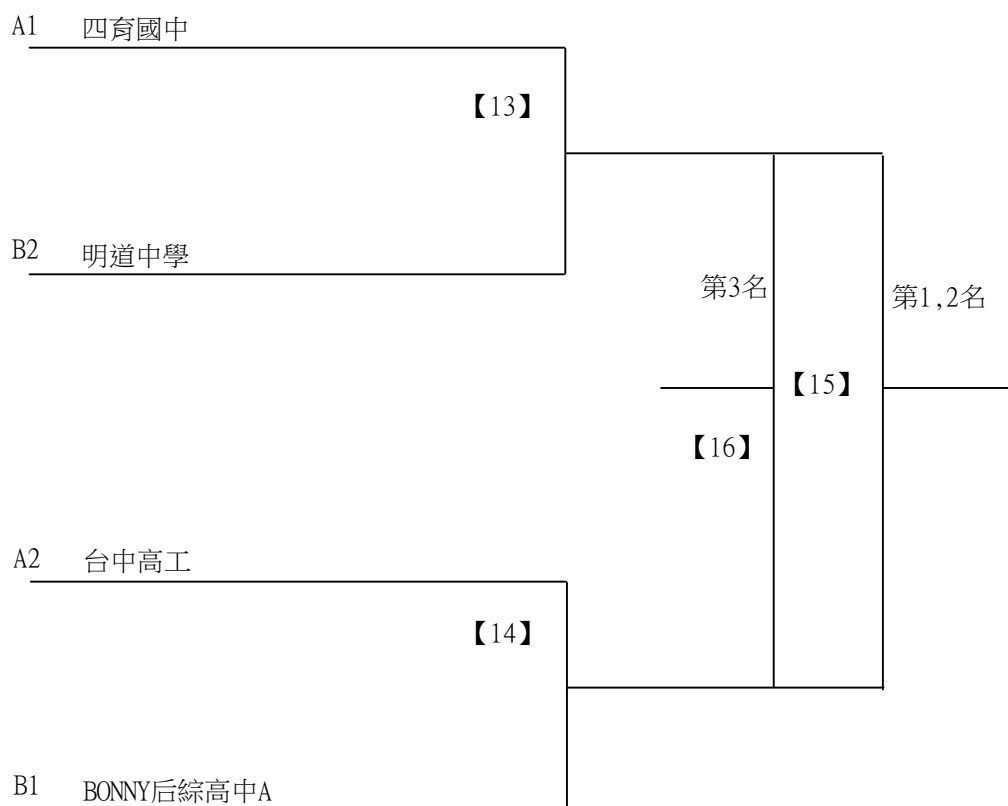 A1 四育國中
【13】
B2 明道中學
第3名
第1,2名
【15】
【16】
A2 台中高工
【14】
B1 BONNY后綜高中A